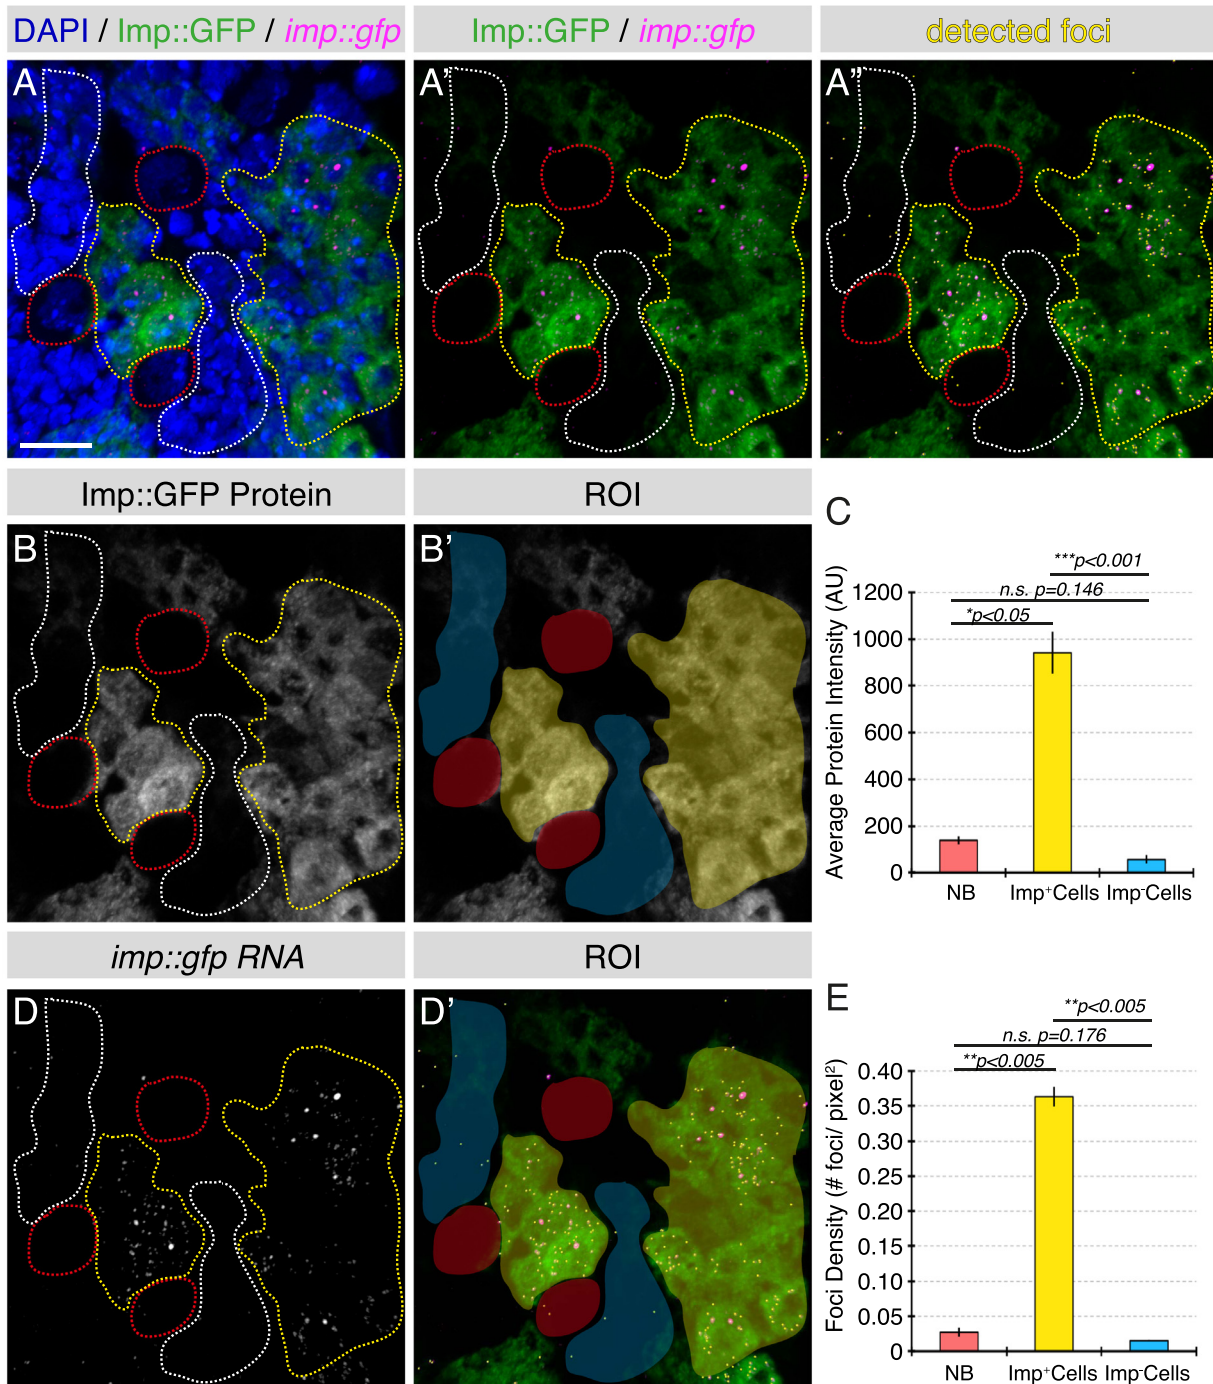 DAPI / Imp::GFP / imp::gfp
Imp::GFP / imp::gfp
detected foci
A
A'
A"
Imp::GFP Protein
ROI
B
B'
C
Average Protein Intensity (AU)
1200
1000
800
600
400
200
0
***p<0.001
n.s. p=0.146
*p<0.05
NB
Imp⁺Cells
Imp⁻Cells
imp::gfp RNA
ROI
D
D'
E
Foci Density (# foci/ pixel²)
0.40
0.35
0.30
0.25
0.20
0.15
0.10
0.05
0
**p<0.005
n.s. p=0.176
**p<0.005
NB
Imp⁺Cells
Imp⁻Cells